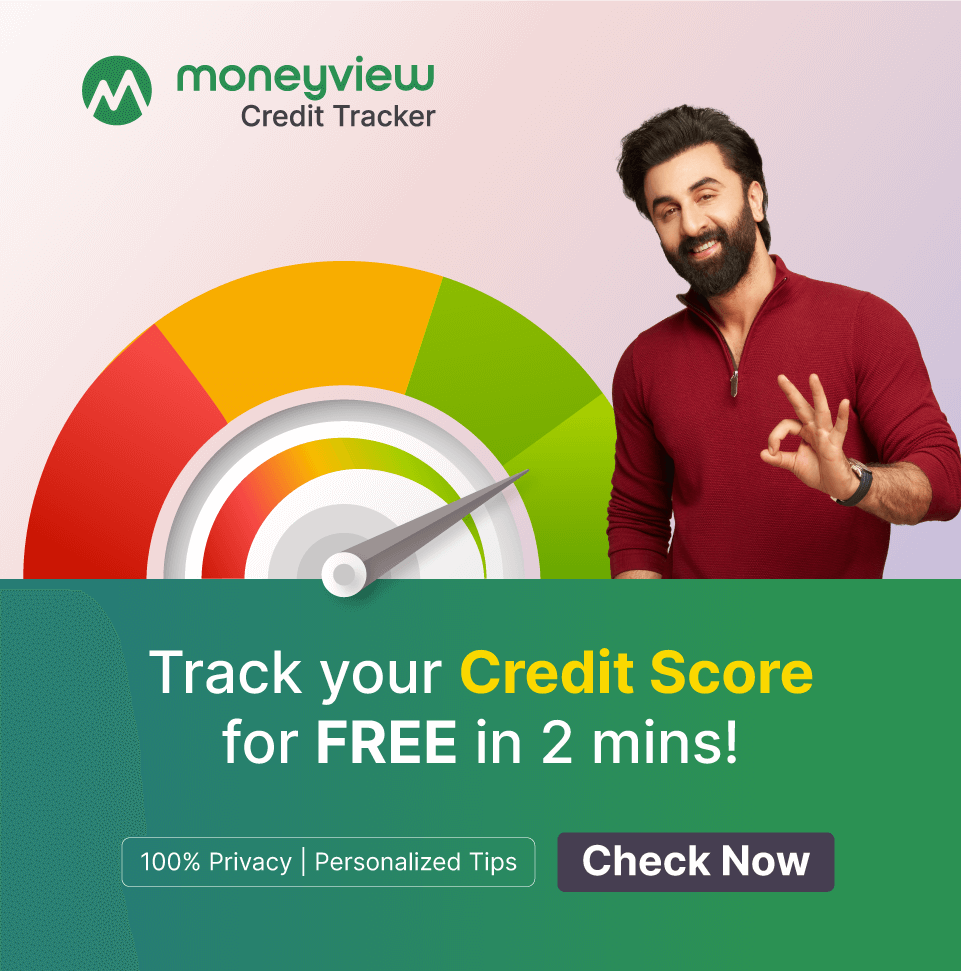 moneyview
Credit Tracker
Track your Credit Score
for FREE in 2 mins!
100% Privacy | Personalized Tips
Check Now